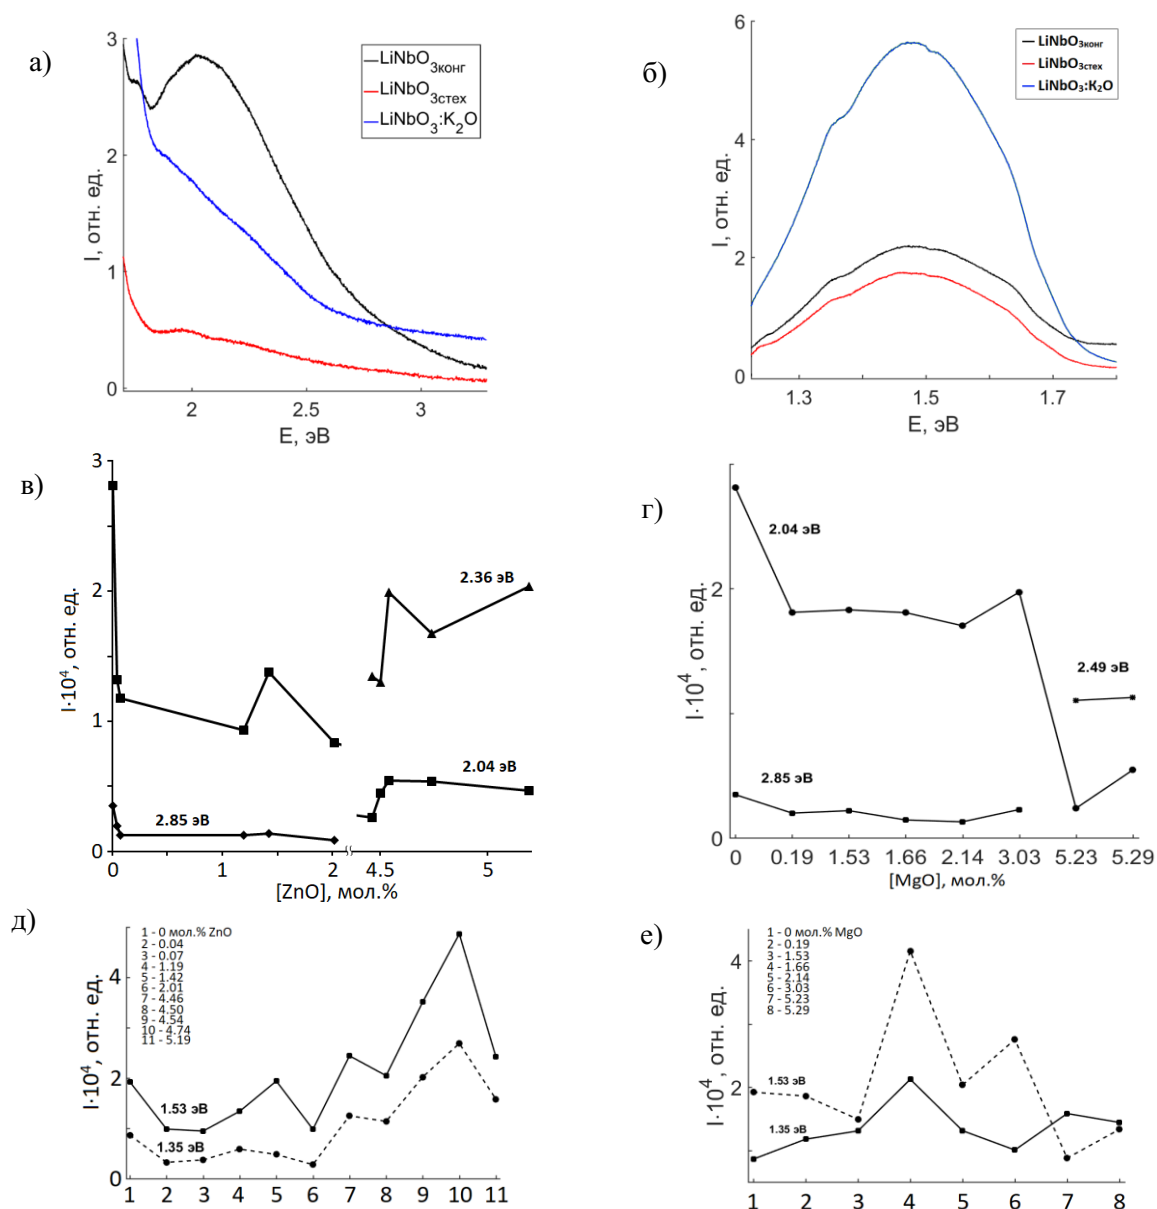 а)
3
2
1
0
I, отн. ед.
LiNbO₃конг
LiNbO₃стех
LiNbO₃:K₂O
2
2.5
3
E, эВ
б)
6
4
2
0
I, отн. ед.
LiNbO₃конг
LiNbO₃стех
LiNbO₃:K₂O
1.3
1.5
1.7
E, эВ
в)
3
2
1
0
I·10⁴, отн. ед.
2.36 эВ
2.04 эВ
2.85 эВ
0
1
2
4.5
5
[ZnO], мол.%
г)
2
0
I·10⁴, отн. ед.
2.04 эВ
2.49 эВ
2.85 эВ
0 0.19 1.53 1.66 2.14 3.03 5.23 5.29
[MgO], мол.%
д)
4
2
0
I·10⁴, отн. ед.
1 - 0 мол.% ZnO
2 - 0.04
3 - 0.07
4 - 1.19
5 - 1.42
6 - 2.01
7 - 4.46
8 - 4.50
9 - 4.54
10 - 4.74
11 - 5.19
1.53 эВ
1.35 эВ
1 2 3 4 5 6 7 8 9 10 11
е)
4
2
I·10⁴, отн. ед.
1 - 0 мол.% MgO
2 - 0.19
3 - 1.53
4 - 1.66
5 - 2.14
6 - 3.03
7 - 5.23
8 - 5.29
1.53 эВ
1.35 эВ
1 2 3 4 5 6 7 8